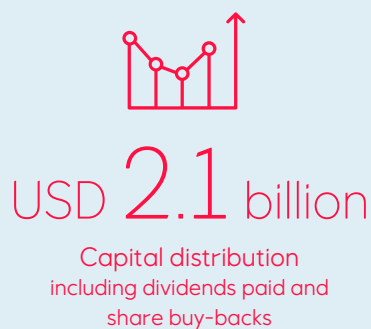 USD 2.1 billion
Capital distribution
including dividends paid and
share buy-backs